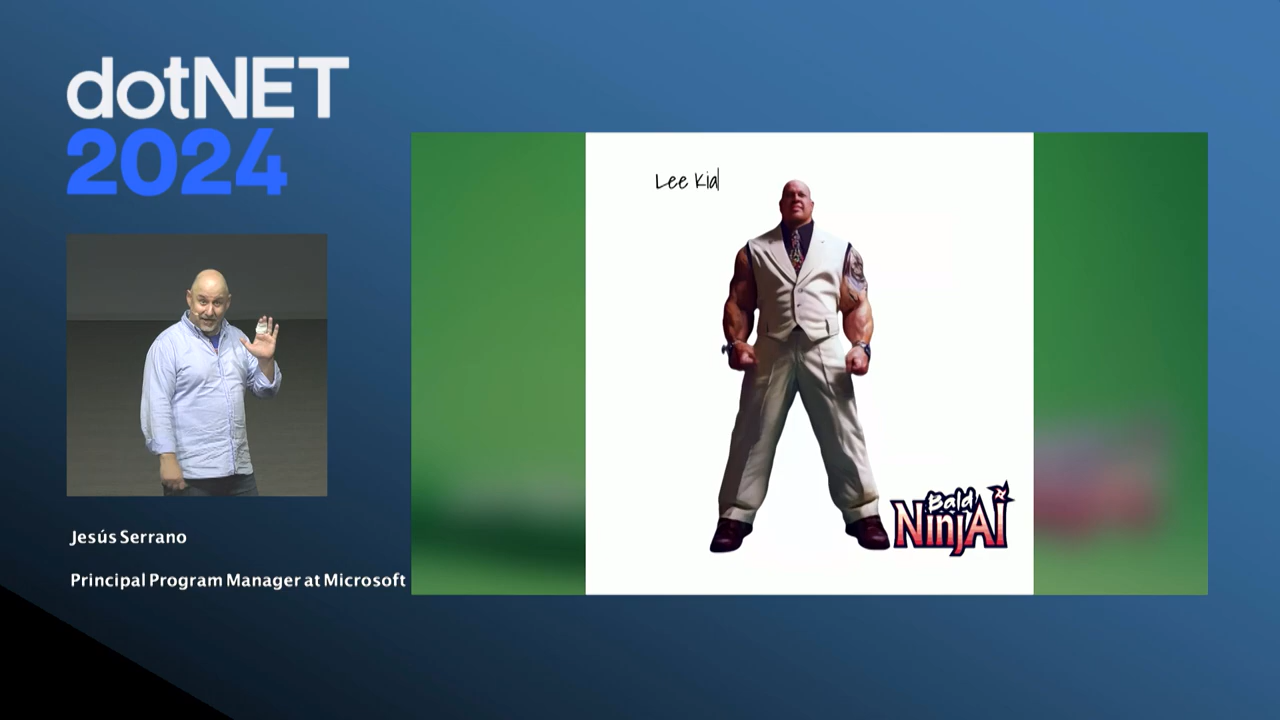 dotNET
2024
Lee Kid
Bald
NinjAI
Jesús Serrano
Principal Program Manager at Microsoft